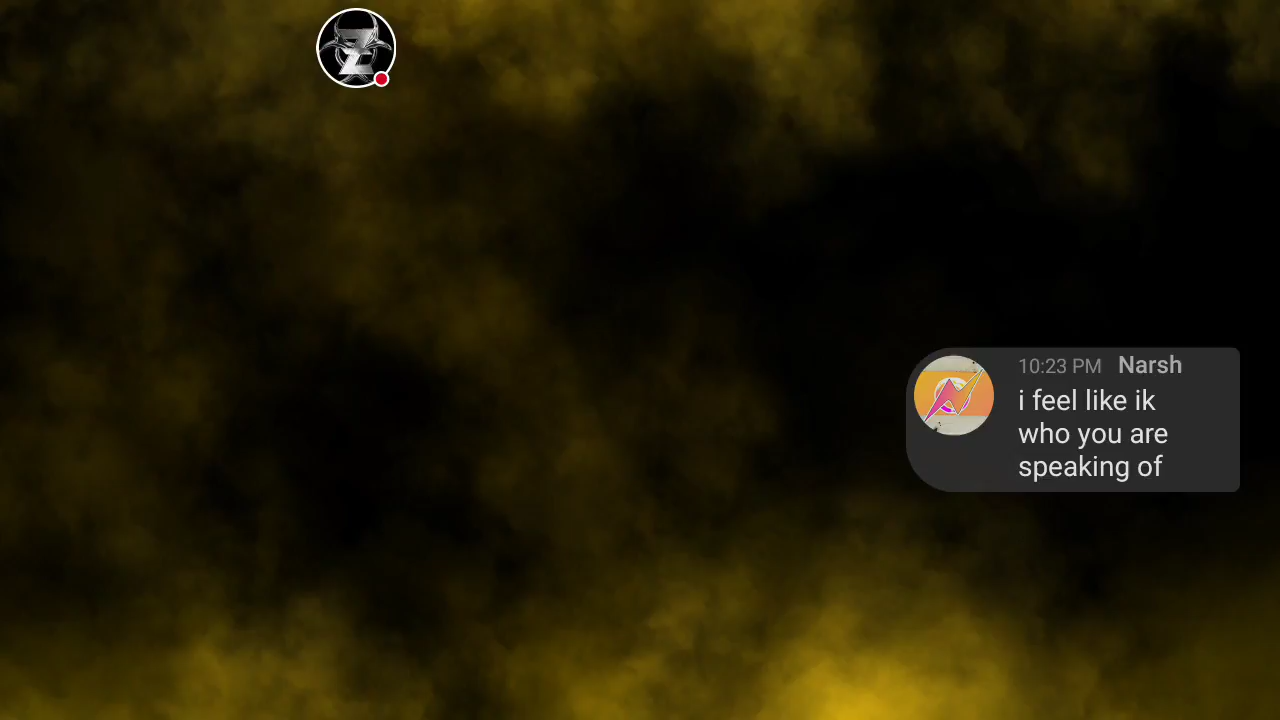 Z
10:23 PM Narsh
i feel like ik
who you are
speaking of